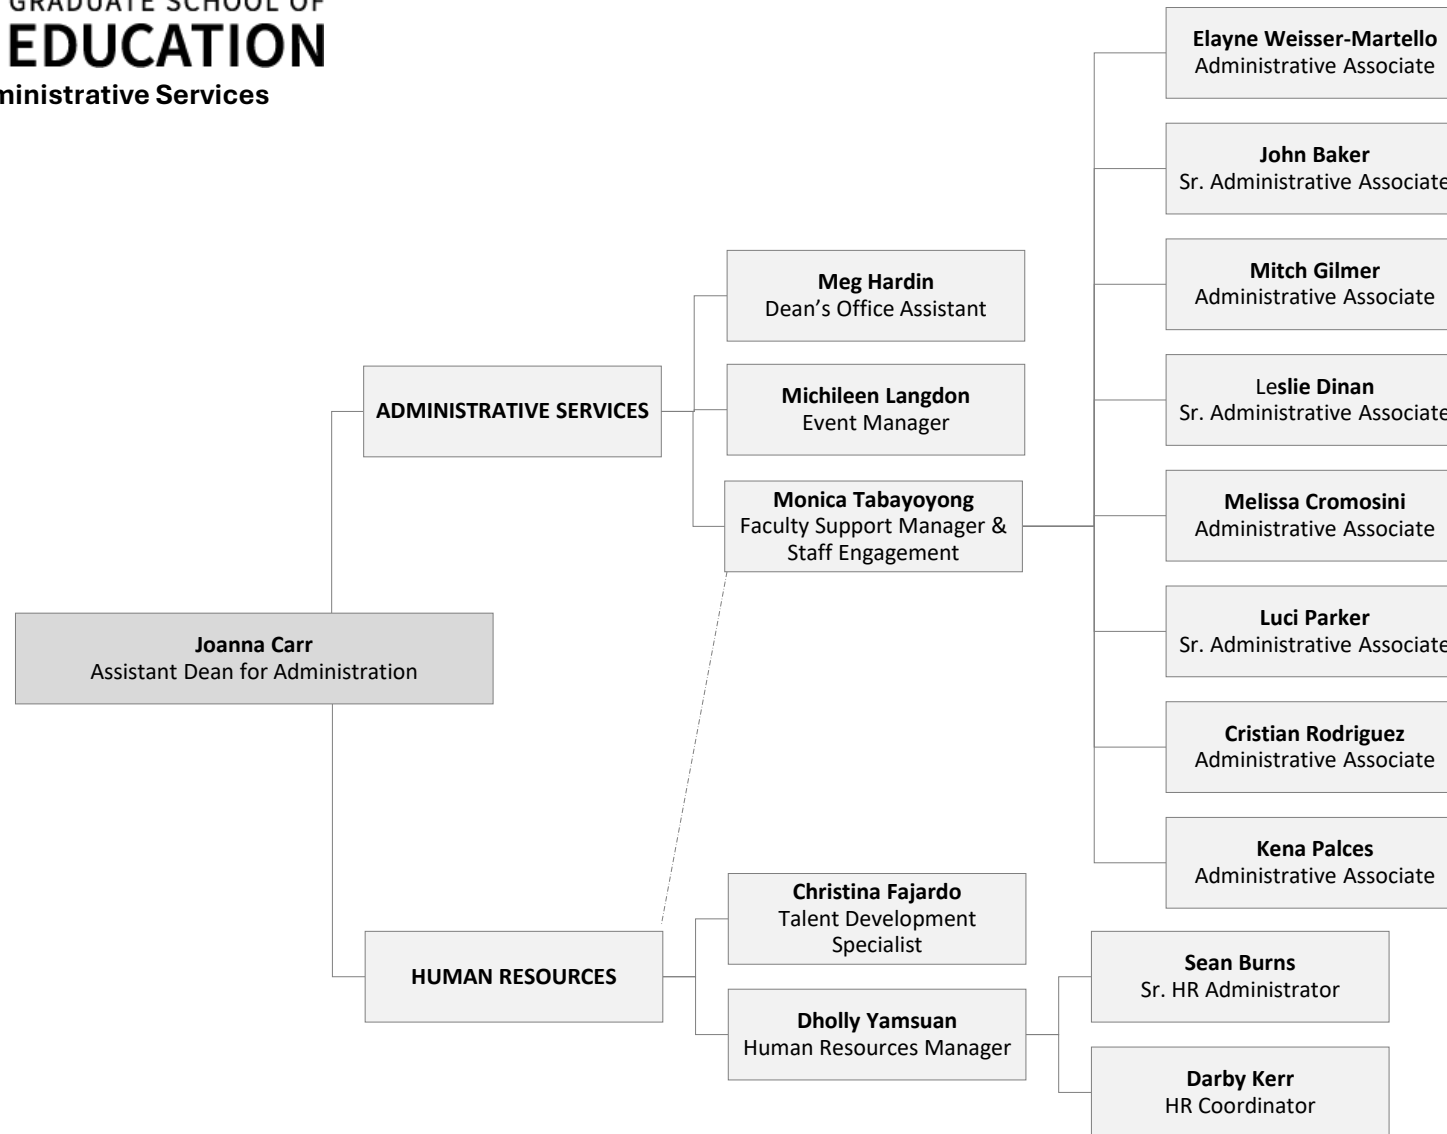 GRADUATE SCHOOL OF
EDUCATION
ministrative Services
Elayne Weisser-Martello
Administrative Associate
John Baker
Sr. Administrative Associate
Mitch Gilmer
Administrative Associate
Leslie Dinan
Sr. Administrative Associate
Melissa Cromosini
Administrative Associate
Luci Parker
Sr. Administrative Associate
Cristian Rodriguez
Administrative Associate
Kena Palces
Administrative Associate
Meg Hardin
Dean’s Office Assistant
Michileen Langdon
Event Manager
Monica Tabayoyong
Faculty Support Manager &
Staff Engagement
ADMINISTRATIVE SERVICES
Joanna Carr
Assistant Dean for Administration
HUMAN RESOURCES
Christina Fajardo
Talent Development
Specialist
Dholly Yamsuan
Human Resources Manager
Sean Burns
Sr. HR Administrator
Darby Kerr
HR Coordinator